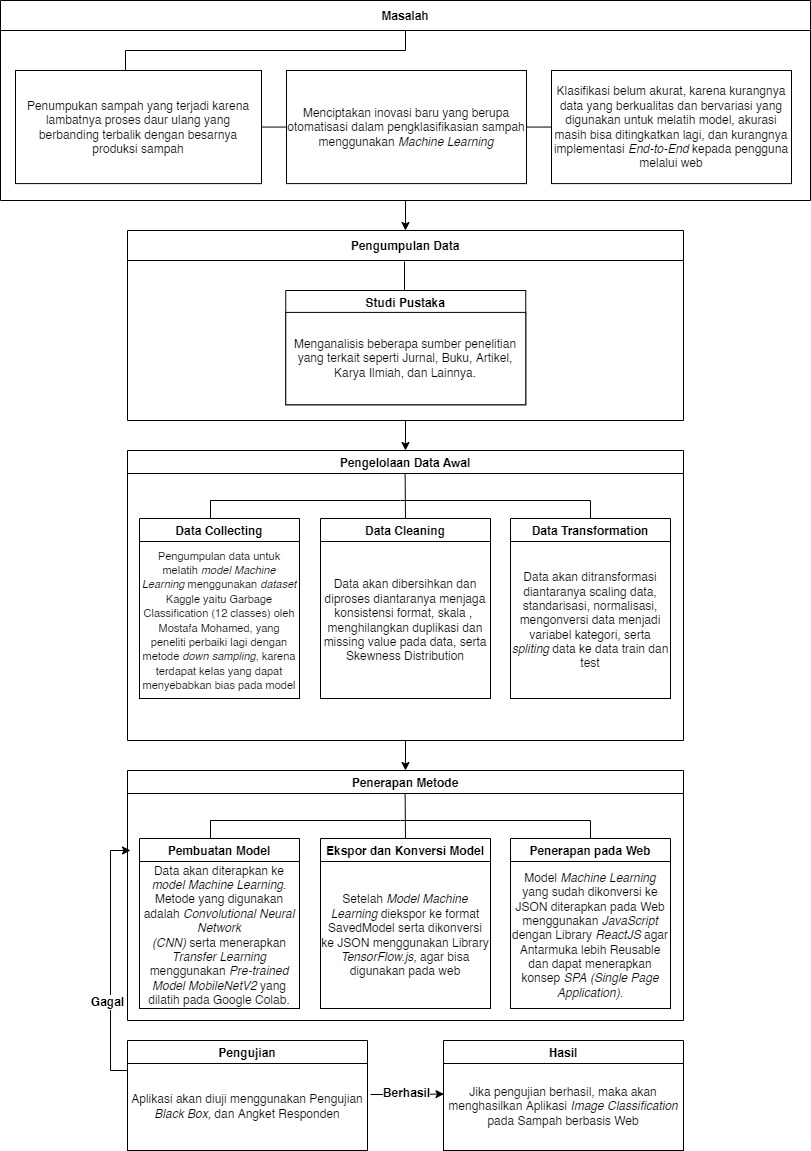 Masalah
Penumpukan sampah yang terjadi karena
lambatnya proses daur ulang yang
berbanding terbalik dengan besarnya
produksi sampah
Menciptakan inovasi baru yang berupa
otomatisasi dalam pengklasifikasian sampah
menggunakan Machine Learning
Klasifikasi belum akurat, karena kurangnya
data yang berkualitas dan bervariasi yang
digunakan untuk melatih model, akurasi
masih bisa ditingkatkan lagi, dan kurangnya
implementasi End-to-End kepada pengguna
melalui web
Pengumpulan Data
Studi Pustaka
Menganalisis beberapa sumber penelitian
yang terkait seperti Jurnal, Buku, Artikel,
Karya Ilmiah, dan Lainnya.
Pengelolaan Data Awal
Data Collecting
Pengumpulan data untuk
melatih model Machine
Learning menggunakan dataset
Kaggle yaitu Garbage
Classification (12 classes) oleh
Mostafa Mohamed, yang
peneliti perbaiki lagi dengan
metode down sampling, karena
terdapat kelas yang dapat
menyebabkan bias pada model
Data Cleaning
Data akan dibersihkan dan
diproses diantaranya menjaga
konsistensi format, skala ,
menghilangkan duplikasi dan
missing value pada data, serta
Skewness Distribution
Data Transformation
Data akan ditransformasi
diantaranya scaling data,
standarisasi, normalisasi,
mengonversi data menjadi
variabel kategori, serta
spliting data ke data train dan
test
Penerapan Metode
Pembuatan Model
Data akan diterapkan ke
model Machine Learning.
Metode yang digunakan
adalah Convolutional Neural
Network
(CNN) serta menerapkan
Transfer Learning
menggunakan Pre-trained
Model MobileNetV2 yang
dilatih pada Google Colab.
Ekspor dan Konversi Model
Setelah Model Machine
Learning diekspor ke format
SavedModel serta dikonversi
ke JSON menggunakan Library
TensorFlow.js, agar bisa
digunakan pada web
Penerapan pada Web
Model Machine Learning
yang sudah dikonversi ke
JSON diterapkan pada Web
menggunakan JavaScript
dengan Library ReactJS agar
Antarmuka lebih Reusable
dan dapat menerapkan
konsep SPA (Single Page
Application).
Gagal
Pengujian
Aplikasi akan diuji menggunakan Pengujian
Black Box, dan Angket Responden
Berhasil
Hasil
Jika pengujian berhasil, maka akan
menghasilkan Aplikasi Image Classification
pada Sampah berbasis Web